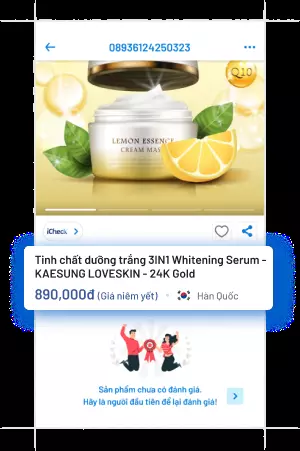 08936124250323
Q10
LEMON ESSENCE
CREAM MASK
iCheck
Tinh chất dưỡng trắng 3IN1 Whitening Serum -
KAESUNG LOVESKIN - 24K Gold
890,000đ (Giá niêm yết) • Hàn Quốc
Sản phẩm chưa có đánh giá.
Hãy là người đầu tiên để lại đánh giá!